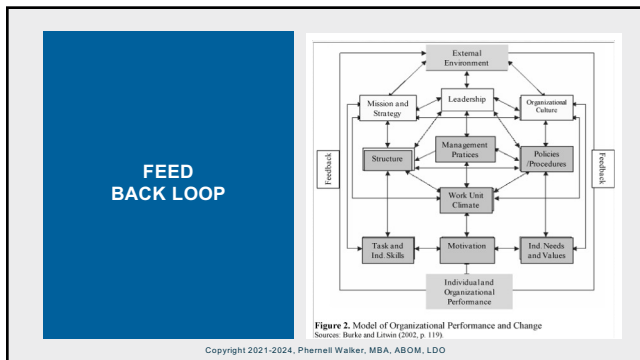 FEED
BACK LOOP
External
Environment
Mission and
Strategy
Leadership
Organizational
Culture
Structure
Management
Pratices
Policies
/Procedures
Feedback
Feedback
Work Unit
Climate
Task and
Ind. Skills
Motivation
Ind. Needs
and Values
Individual and
Organizational
Performance
Figure 2. Model of Organizational Performance and Change
Sources: Burke and Litwin (2002, p. 119).
Copyright 2021-2024, Phernell Walker, MBA, ABOM, LDO